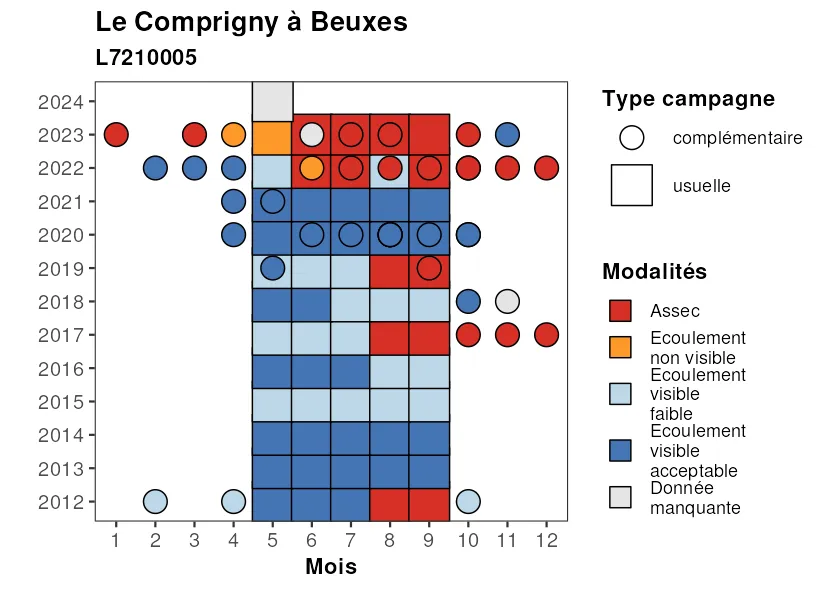 Le Comprigny à Beuxes
L7210005
2024
2023
2022
2021
2020
2019
2018
2017
2016
2015
2014
2013
2012
1 2 3 4 5 6 7 8 9 10 11 12
Mois
Type campagne
complémentaire
usuelle
Modalités
Assec
Ecoulement
non visible
Ecoulement
visible
faible
Ecoulement
visible
acceptable
Donnée
manquante